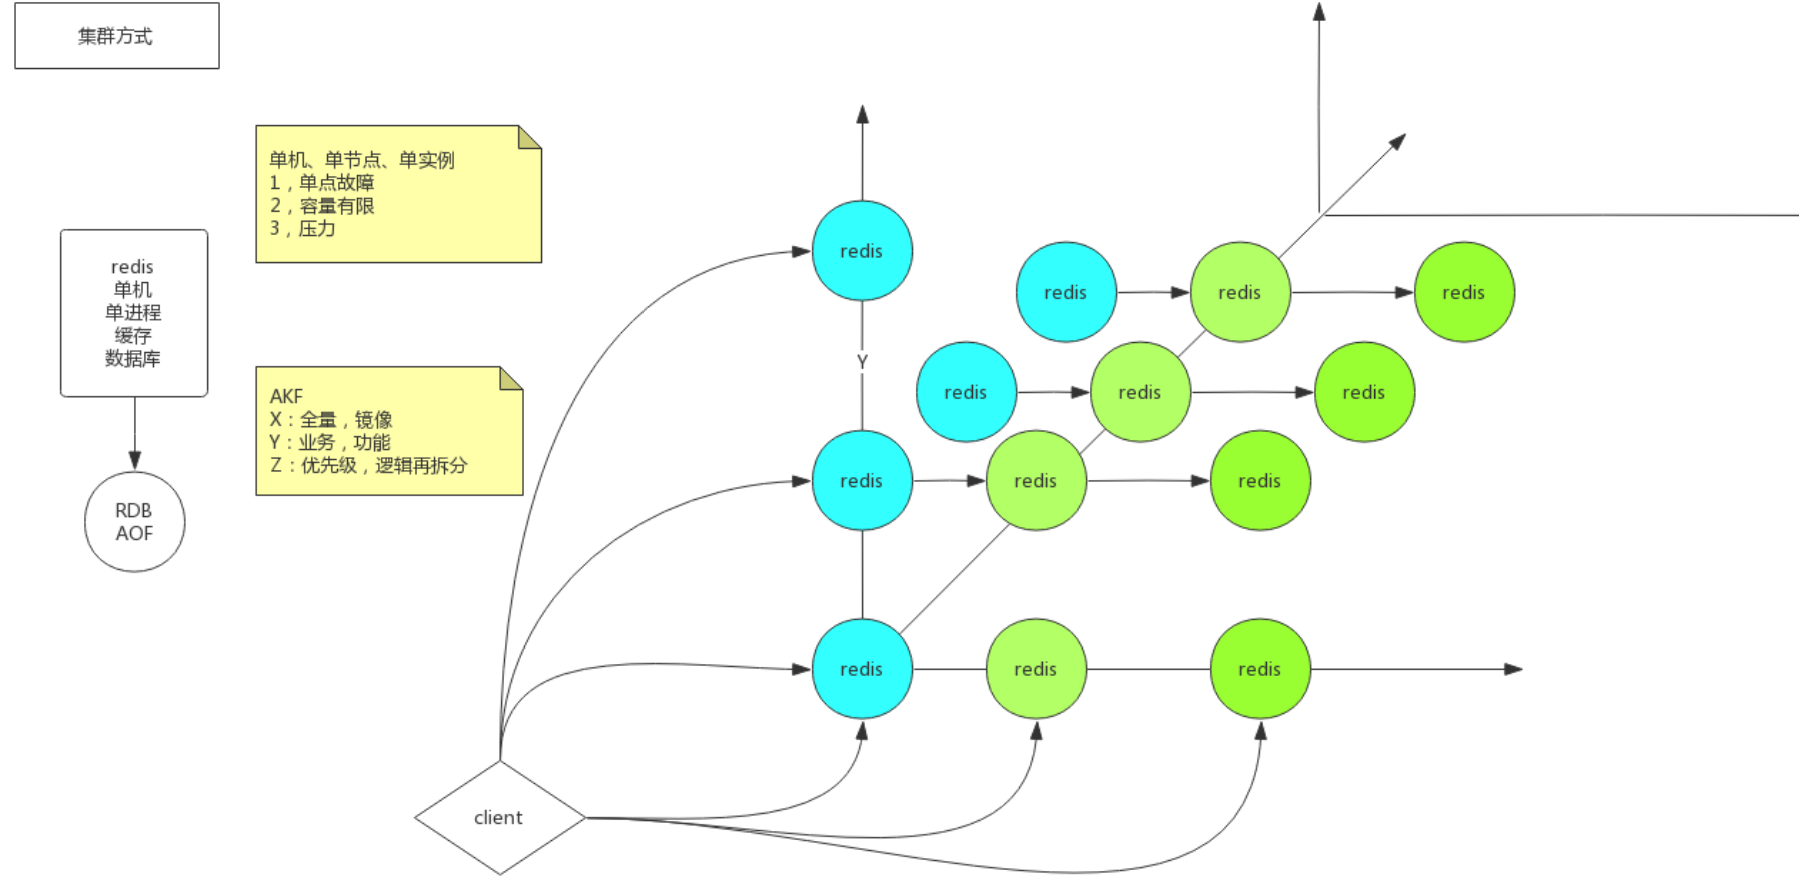 集群方式
单机、单节点、单实例
1，单点故障
2，容量有限
3，压力
redis
单机
单进程
缓存
数据库
AKF
X：全量，镜像
Y：业务，功能
Z：优先级，逻辑再拆分
RDB
AOF
redis
redis
redis
redis
Y
redis
redis
redis
redis
redis
redis
redis
redis
redis
client